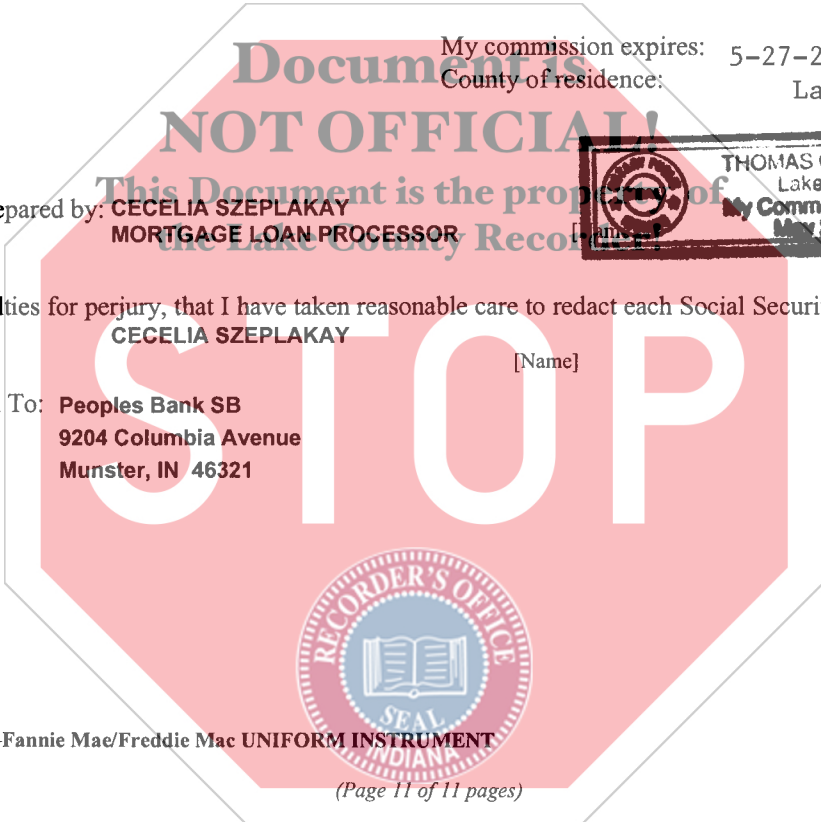 Document is
NOT OFFICIAL!
This Document is the property of
the Lake County Recorder!
My commission expires: 5-27-2
County of residence: La
THOMAS
Lake
My Comm
May
epared by: CECELIA SZEPLAKAY
MORTGAGE LOAN PROCESSOR
lties for perjury, that I have taken reasonable care to redact each Social Securi
CECELIA SZEPLAKAY
[Name]
To: Peoples Bank SB
9204 Columbia Avenue
Munster, IN 46321
STOP
RECORDER'S OFFICE
SEAL
INDIANA
-Fannie Mae/Freddie Mac UNIFORM INSTRUMENT
(Page 11 of 11 pages)